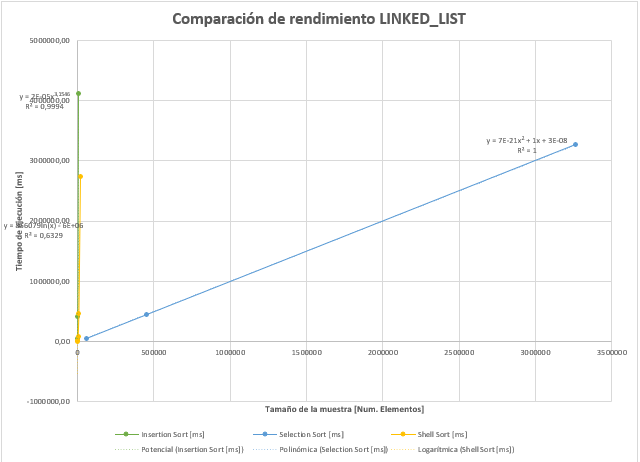 Comparación de rendimiento LINKED_LIST
5000000,00
4000000,00
3000000,00
2000000,00
1000000,00
0,00
-1000000,00
Tiempo de Ejecución [ms]
R² = 0,9994
R² = 0,6329
y = 7E-21x² + 1x + 3E-08
R² = 1
0 500000 1000000 1500000 2000000 2500000 3000000 3500000
Tamaño de la muestra [Num. Elementos]
Insertion Sort [ms] Selection Sort [ms] Shell Sort [ms]
Potencial (Insertion Sort [ms]) Polinómica (Selection Sort [ms]) Logarítmica (Shell Sort [ms])